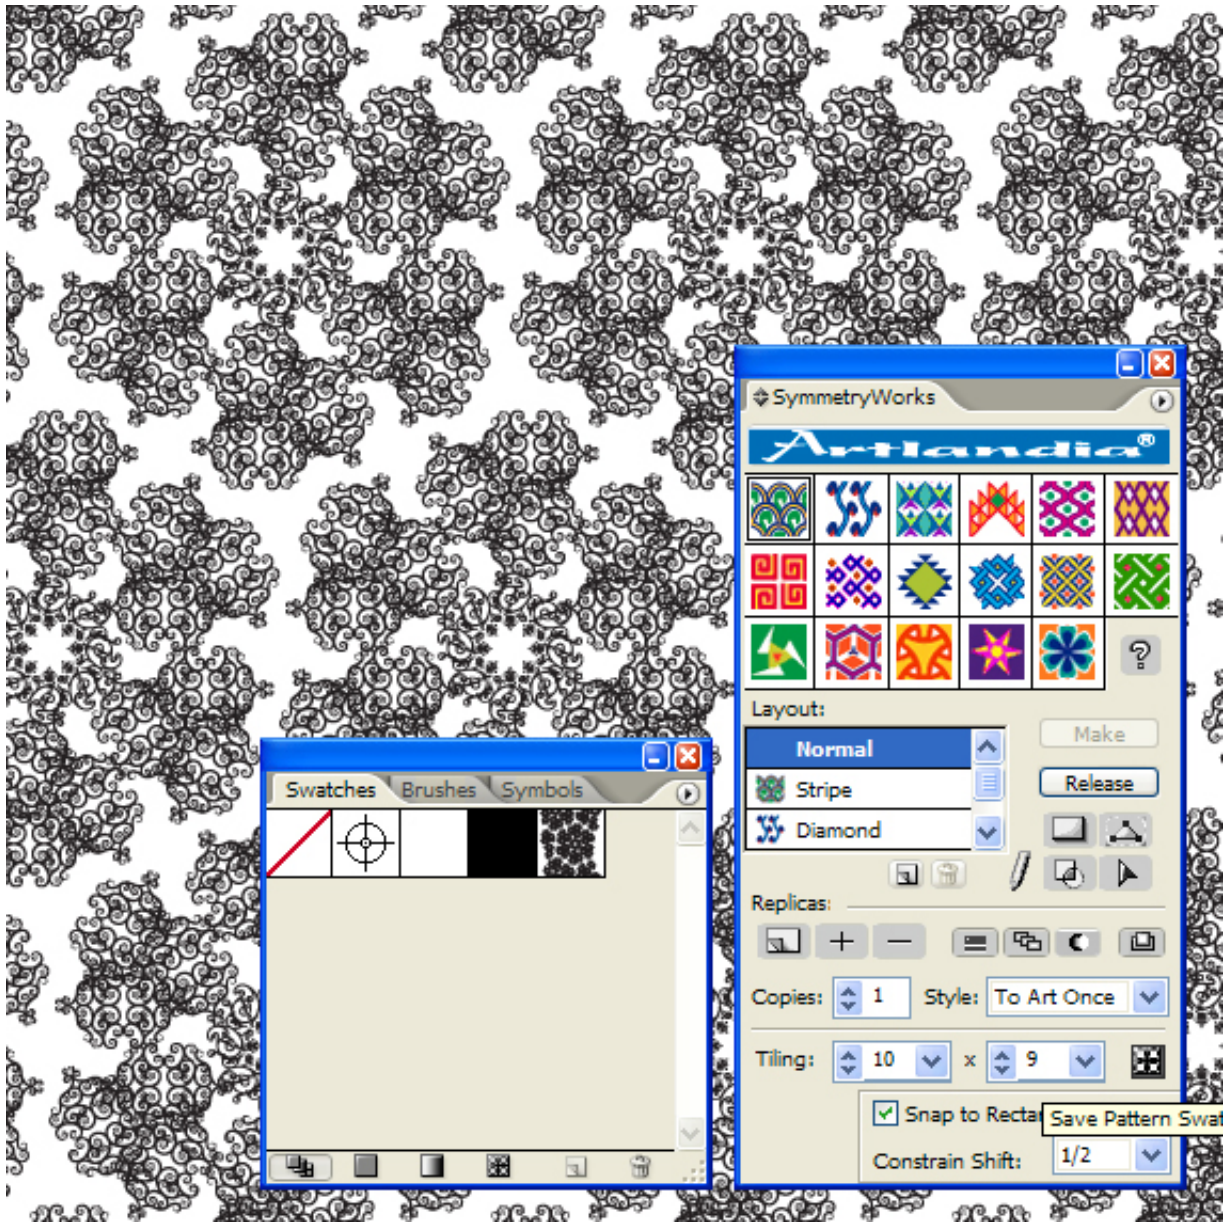 SymmetryWorks
Artlandia®
?
Layout:
Normal
Make
Release
Stripe
Diamond
Swatches Brushes Symbols
Replicas:
Copies: 1 Style: To Art Once
Tiling: 10 x 9
Snap to Recta
Save Pattern Swat
Constrain Shift: 1/2